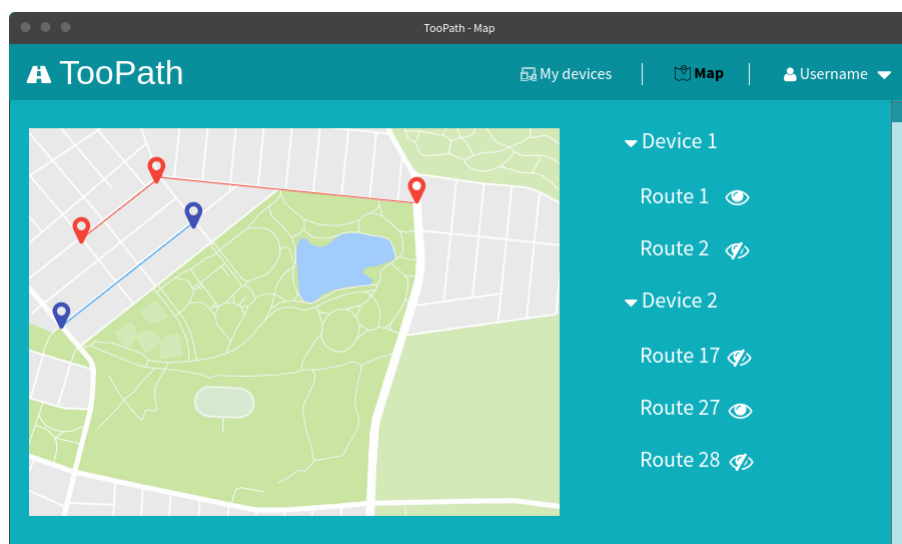 TooPath - Map
TooPath
My devices
Map
Username
Device 1
Route 1
Route 2
Device 2
Route 17
Route 27
Route 28